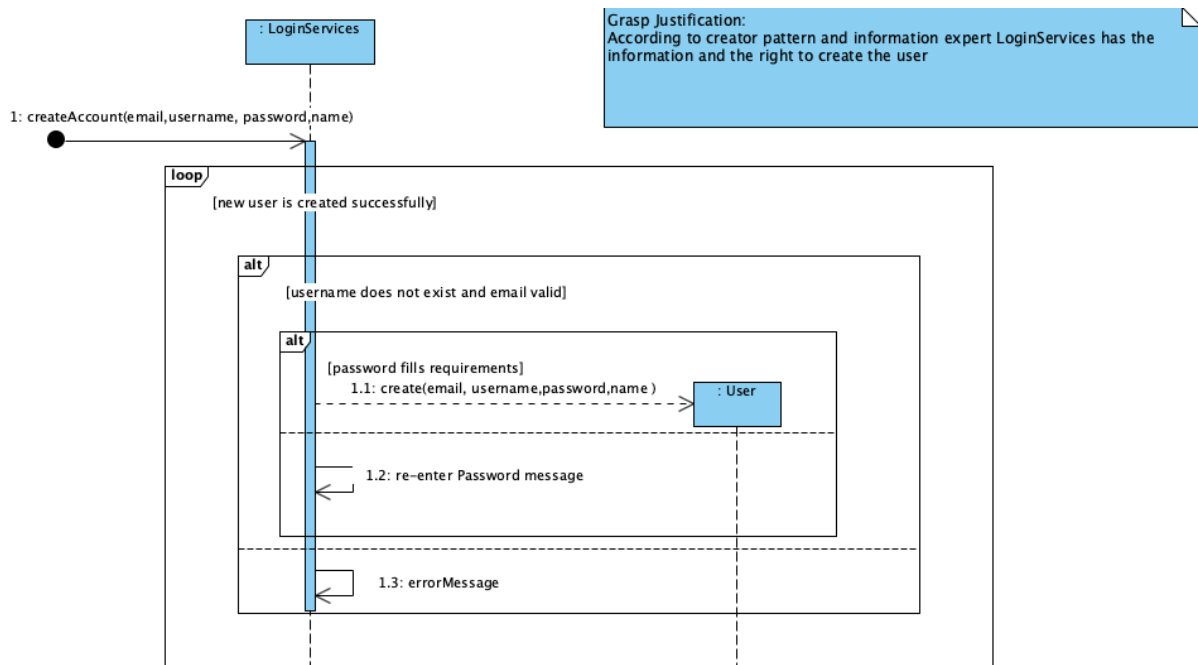 : LoginServices
Grasp Justification:
According to creator pattern and information expert LoginServices has the
information and the right to create the user
1: createAccount(email,username, password,name)
loop
[new user is created successfully]
alt
[username does not exist and email valid]
alt
[password fills requirements]
1.1: create(email, username,password,name )
: User
1.2: re-enter Password message
1.3: errorMessage